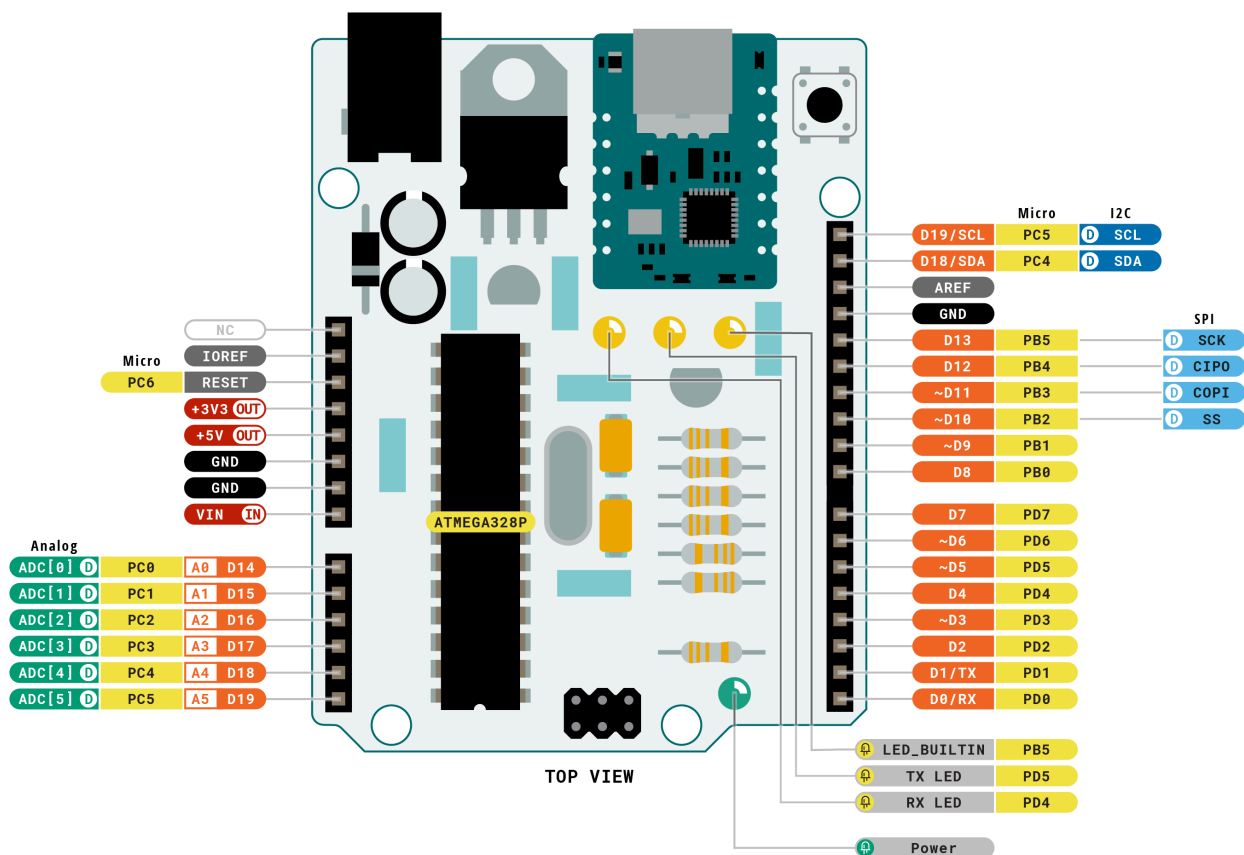 Micro I2C
D19/SCL PC5 D SCL
D18/SDA PC4 D SDA
AREF
GND
SPI
D13 PB5 D SCK
D12 PB4 D CIPO
~D11 PB3 D COPI
~D10 PB2 D SS
~D9 PB1
D8 PB0
D7 PD7
~D6 PD6
~D5 PD5
D4 PD4
~D3 PD3
D2 PD2
D1/TX PD1
D0/RX PD0
NC
IOREF
Micro
PC6 RESET
+3V3 OUT
+5V OUT
GND
GND
VIN IN
Analog
ADC[0] D PC0 A0 D14
ADC[1] D PC1 A1 D15
ADC[2] D PC2 A2 D16
ADC[3] D PC3 A3 D17
ADC[4] D PC4 A4 D18
ADC[5] D PC5 A5 D19
ATMEGA328P
TOP VIEW
LED_BUILTIN PB5
TX LED PD5
RX LED PD4
Power